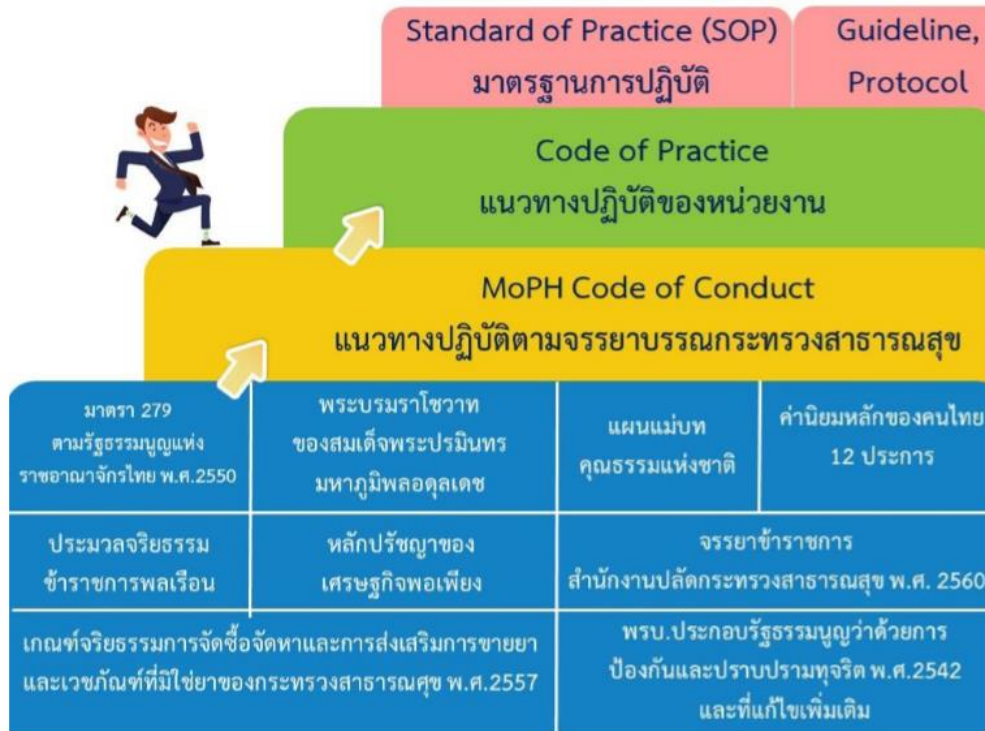 Standard of Practice (SOP)
มาตรฐานการปฏิบัติ
Guideline,
Protocol
Code of Practice
แนวทางปฏิบัติของหน่วยงาน
MoPH Code of Conduct
แนวทางปฏิบัติตามจรรยาบรรณกระทรวงสาธารณสุข
มาตรา 279
ตามรัฐธรรมนูญแห่ง
ราชอาณาจักรไทย พ.ศ.2550
พระบรมราโชวาท
ของสมเด็จพระปรมินทร
มหาภูมิพลอดุลเดช
แผนแม่บท
คุณธรรมแห่งชาติ
ค่านิยมหลักของคนไทย
12 ประการ
ประมวลจริยธรรม
ข้าราชการพลเรือน
หลักปรัชญาของ
เศรษฐกิจพอเพียง
จรรยาข้าราชการ
สำนักงานปลัดกระทรวงสาธารณสุข พ.ศ. 2560
เกณฑ์จริยธรรมการจัดซื้อจัดหาและการส่งเสริมการขายยา
และเวชภัณฑ์ที่มิใช่ยาของกระทรวงสาธารณศุข พ.ศ.2557
พรบ.ประกอบรัฐธรรมนูญว่าด้วยการ
ป้องกันและปราบปรามทุจริต พ.ศ.2542
และที่แก้ไขเพิ่มเติม